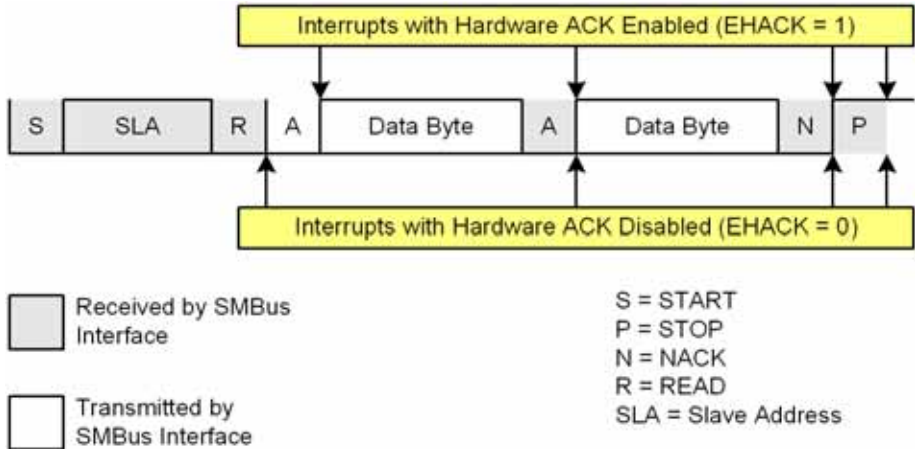 Interrupts with Hardware ACK Enabled (EHACK = 1)
S SLA R A Data Byte A Data Byte N P
Interrupts with Hardware ACK Disabled (EHACK = 0)
Received by SMBus
Interface
Transmitted by
SMBus Interface
S = START
P = STOP
N = NACK
R = READ
SLA = Slave Address